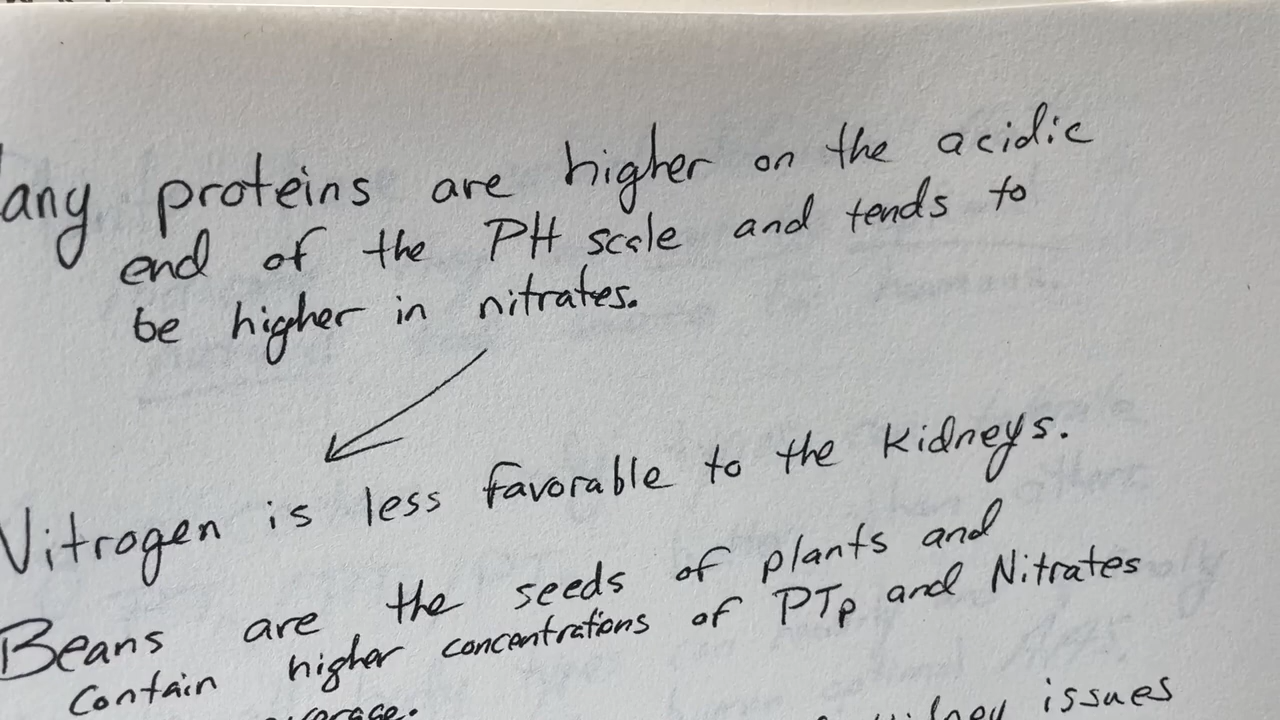 any proteins are higher on the acidic
end of the PH scale and tends to
be higher in nitrates.
Nitrogen is less favorable to the kidneys.
Beans are the seeds of plants and
contain higher concentrations of PTP and Nitrates
issues